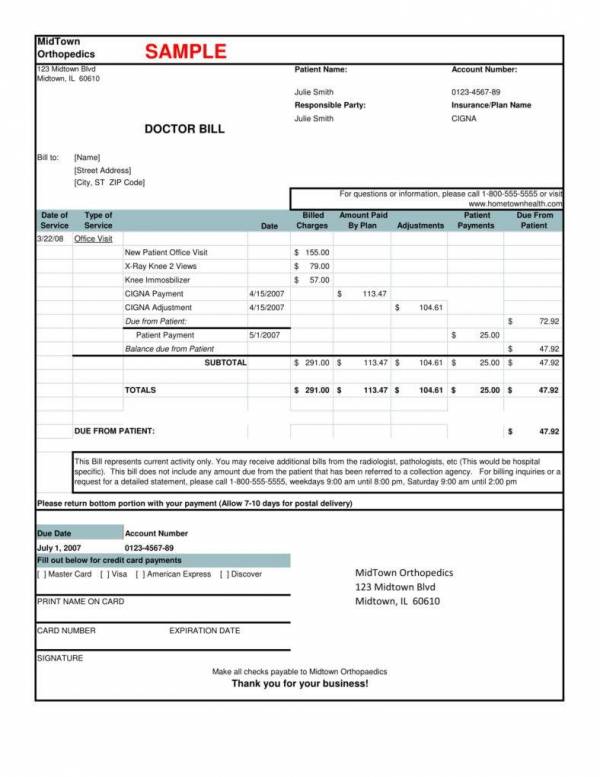 MidTown
Orthopedics
SAMPLE
123 Midtown Blvd
Midtown, IL 60610
Patient Name: Account Number:
Julie Smith 0123-4567-89
Responsible Party: Insurance/Plan Name
Julie Smith CIGNA
DOCTOR BILL
Bill to: [Name]
[Street Address]
[City, ST ZIP Code]
For questions or information, please call 1-800-555-5555 or visit
www.hometownhealth.com
Date of Service Type of Service Date Billed Charges Amount Paid By Plan Adjustments Patient Payments Due From Patient
3/22/08 Office Visit
New Patient Office Visit $ 155.00
X-Ray Knee 2 Views $ 79.00
Knee Immosbilizer $ 57.00
CIGNA Payment 4/15/2007 $ 113.47
CIGNA Adjustment 4/15/2007 $ 104.61
Due from Patient: $ 72.92
Patient Payment 5/1/2007 $ 25.00
Balance due from Patient $ 47.92
SUBTOTAL $ 291.00 $ 113.47 $ 104.61 $ 25.00 $ 47.92
TOTALS $ 291.00 $ 113.47 $ 104.61 $ 25.00 $ 47.92
DUE FROM PATIENT: $ 47.92
This Bill represents current activity only. You may receive additional bills from the radiologist, pathologists, etc (This would be hospital
specific). This bill does not include any amount due from the patient that has been referred to a collection agency. For billing inquiries or a
request for a detailed statement, please call 1-800-555-5555, weekdays 9:00 am until 8:00 pm, Saturday 9:00 am until 2:00 pm
Please return bottom portion with your payment (Allow 7-10 days for postal delivery)
Due Date Account Number
July 1, 2007 0123-4567-89
Fill out below for credit card payments
[ ] Master Card [ ] Visa [ ] American Express [ ] Discover
MidTown Orthopedics
123 Midtown Blvd
Midtown, IL 60610
PRINT NAME ON CARD
CARD NUMBER EXPIRATION DATE
SIGNATURE
Make all checks payable to Midtown Orthopaedics
Thank you for your business!